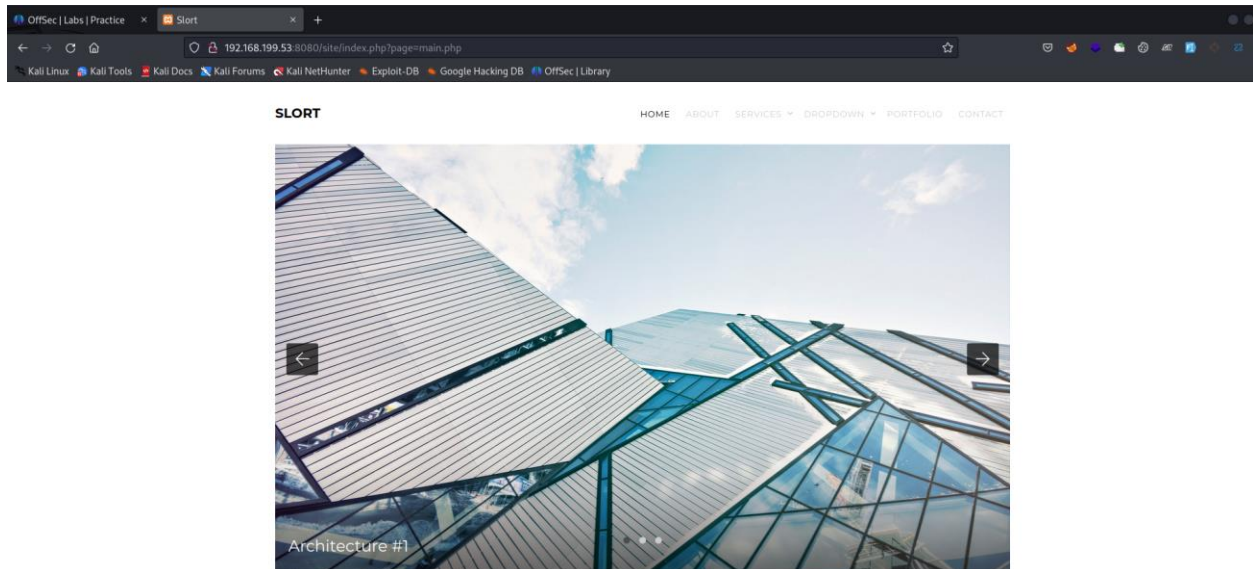 OffSec | Labs | Practice × Slort × +
192.168.199.53:8080/site/index.php?page=main.php
Kali Linux Kali Tools Kali Docs Kali Forums Kali NetHunter Exploit-DB Google Hacking DB OffSec | Library
SLORT HOME ABOUT SERVICES DROPDOWN PORTFOLIO CONTACT
Architecture #1